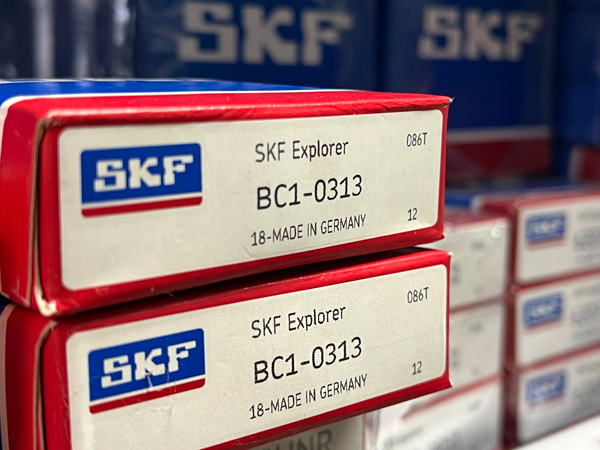 SKF
SKF
SKF
SKF Explorer
086T
BC1-0313
18-MADE IN GERMANY
12
SKF
SKF Explorer
086T
BC1-0313
18-MADE IN GERMANY
12
SKF
SKF
SKF